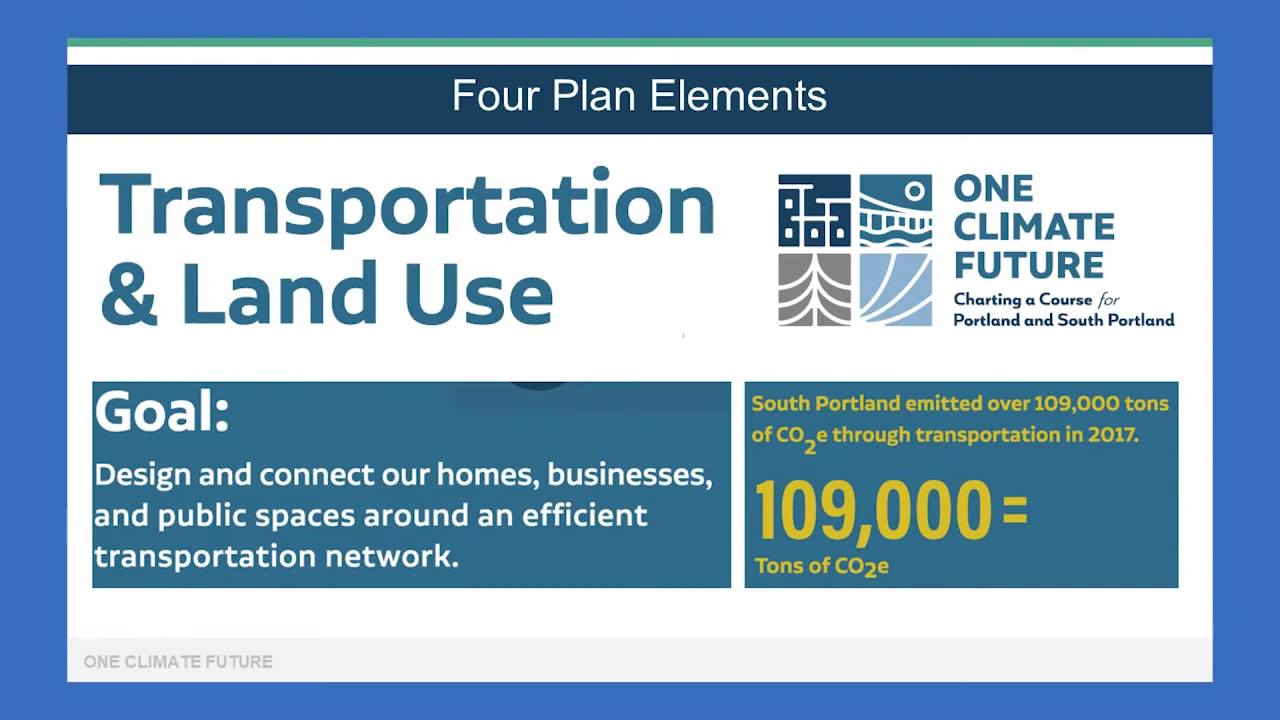 Four Plan Elements
Transportation
& Land Use
ONE
CLIMATE
FUTURE
Charting a Course for
Portland and South Portland
Goal:
Design and connect our homes, businesses,
and public spaces around an efficient
transportation network.
South Portland emitted over 109,000 tons
of CO2e through transportation in 2017.
109,000 =
Tons of CO2e
ONE CLIMATE FUTURE